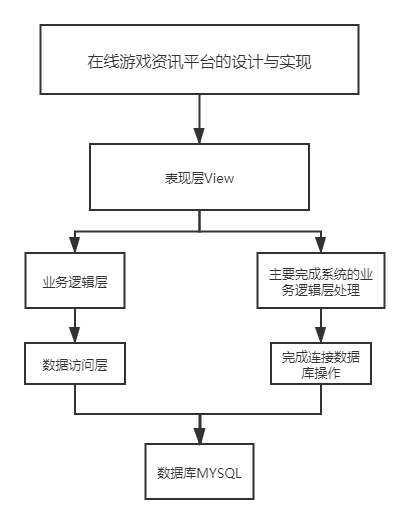 在线游戏资讯平台的设计与实现
表现层View
业务逻辑层
主要完成系统的业
务逻辑层处理
数据访问层
完成连接数据
库操作
数据库MYSQL